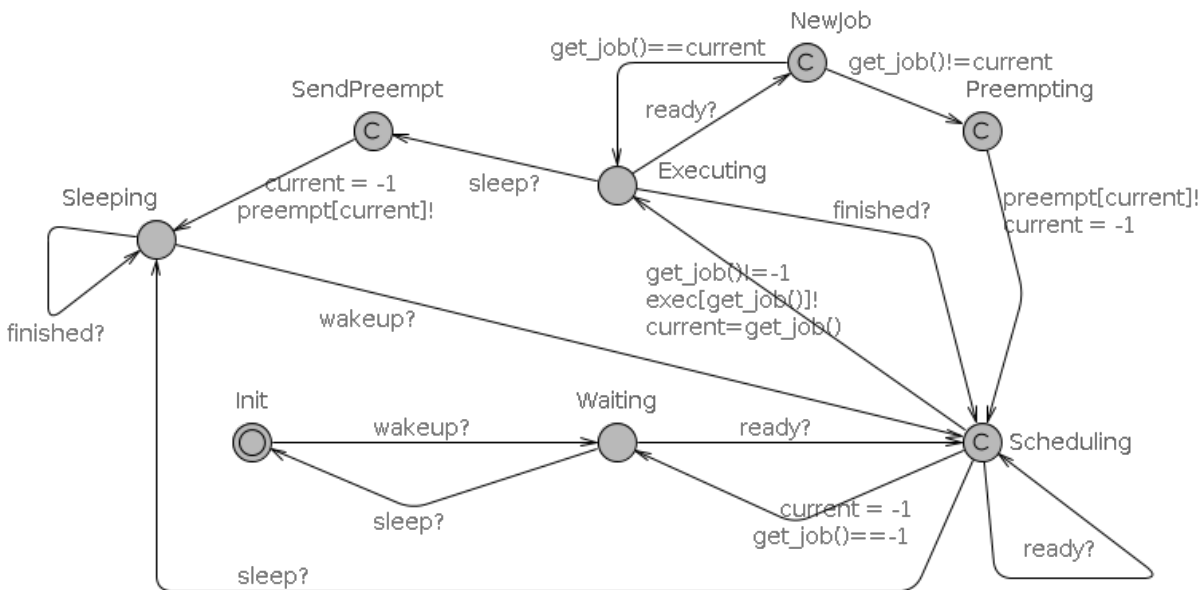 NewJob
get_job()==current
get_job()!=current
SendPreempt
C
Preempting
ready?
C
C
Executing
sleep?
current = -1
preempt[current]!
Sleeping
finished?
preempt[current]!
current = -1
get_job()!=-1
exec[get_job()]!
current=get_job()
wakeup?
finished?
Init
Waiting
wakeup?
ready?
C
Scheduling
sleep?
current = -1
get_job()==-1
ready?
sleep?